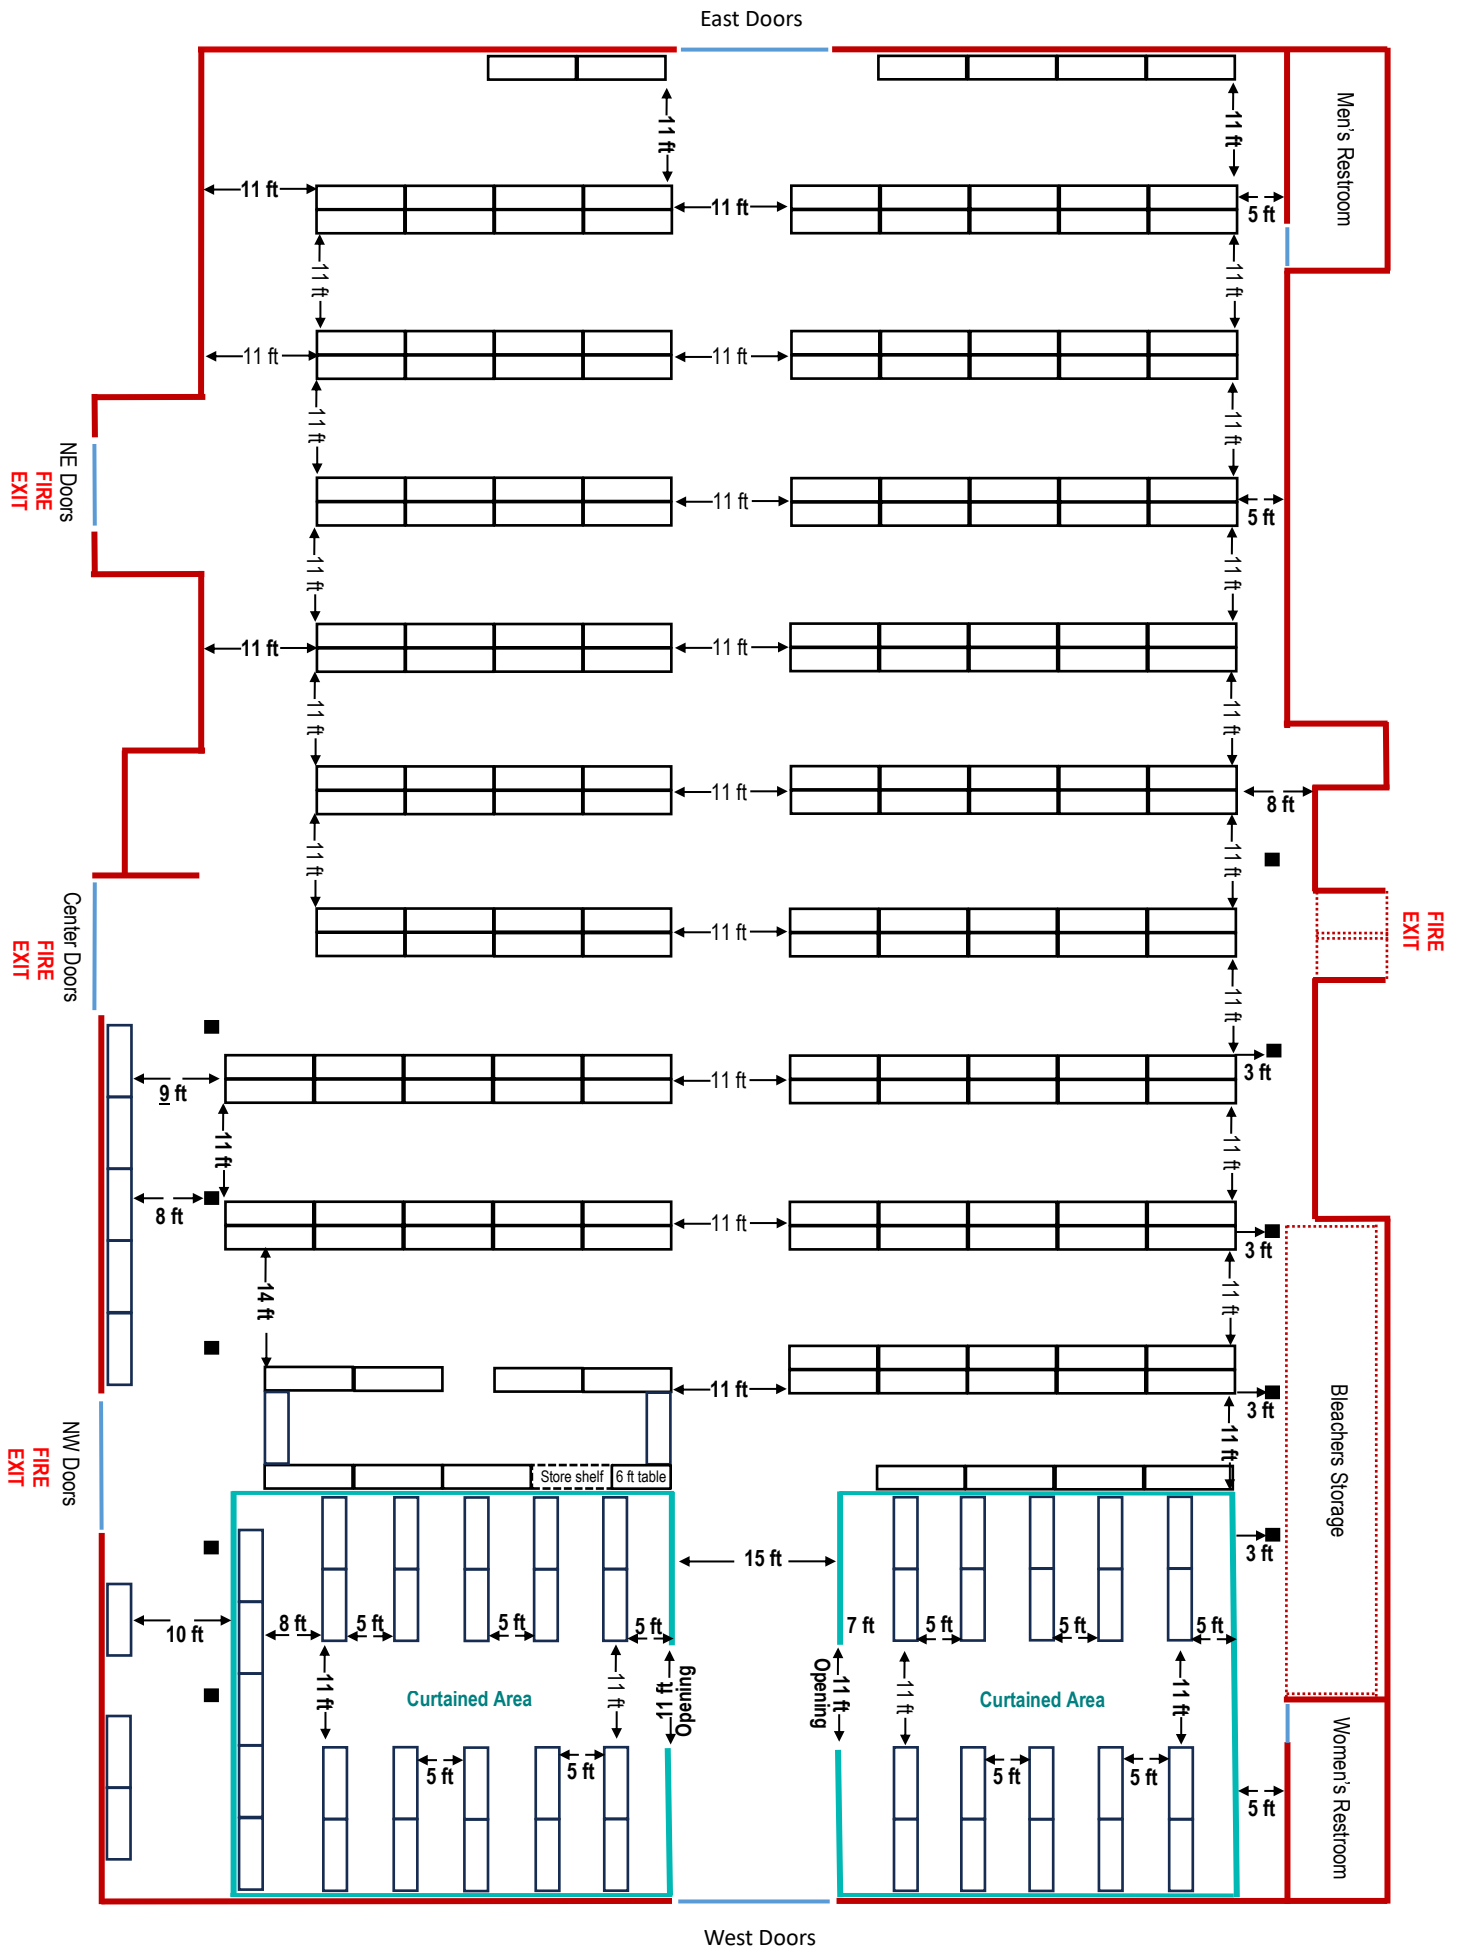 East Doors
Men's Restroom
11 ft
11 ft
11 ft
11 ft
5 ft
11 ft
11 ft
11 ft
11 ft
NE Doors
FIRE
EXIT
11 ft
11 ft
11 ft
5 ft
11 ft
11 ft
11 ft
11 ft
11 ft
11 ft
11 ft
8 ft
11 ft
11 ft
Center Doors
FIRE
EXIT
FIRE
EXIT
11 ft
11 ft
9 ft
11 ft
3 ft
11 ft
11 ft
8 ft
11 ft
3 ft
14 ft
11 ft
11 ft
3 ft
Bleachers Storage
NW Doors
FIRE
EXIT
11 ft
Store shelf
6 ft table
15 ft
3 ft
10 ft
8 ft
5 ft
5 ft
5 ft
7 ft
5 ft
5 ft
5 ft
11 ft
11 ft
11 ft
Opening
11 ft
Opening
11 ft
11 ft
Curtained Area
Curtained Area
5 ft
5 ft
5 ft
5 ft
5 ft
Women's Restroom
West Doors